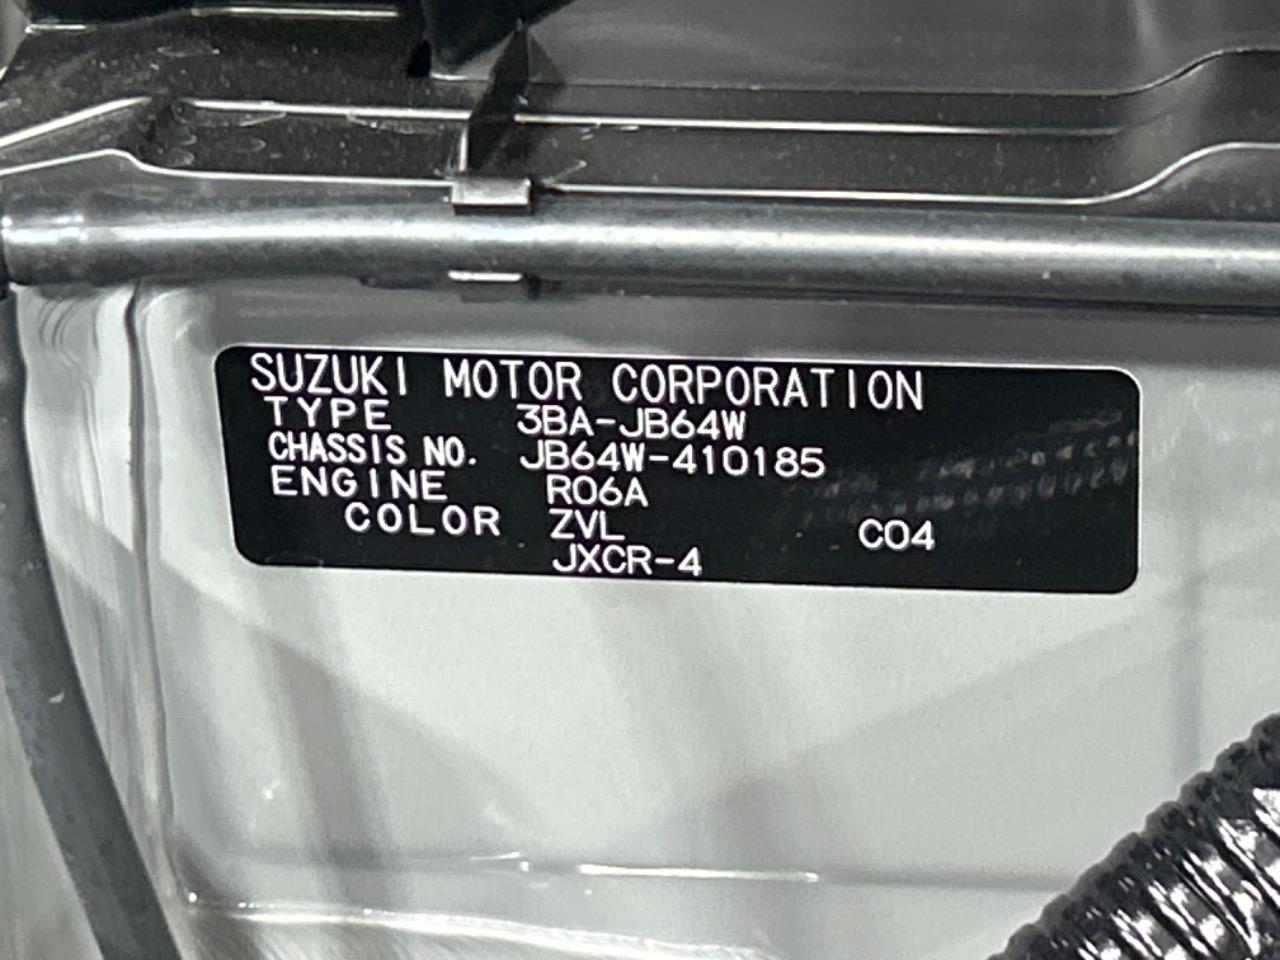 SUZUKI MOTOR CORPORATION
TYPE 3BA-JB64W
CHASSIS NO. JB64W-410185
ENGINE R06A
COLOR ZVL C04
JXCR-4